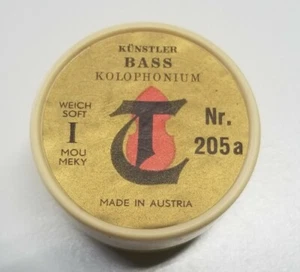 KÜNSTLER
BASS
KOLOPHONIUM
WEICH
SOFT
I
MOU
MEKY
T
Nr.
205a
MADE IN AUSTRIA